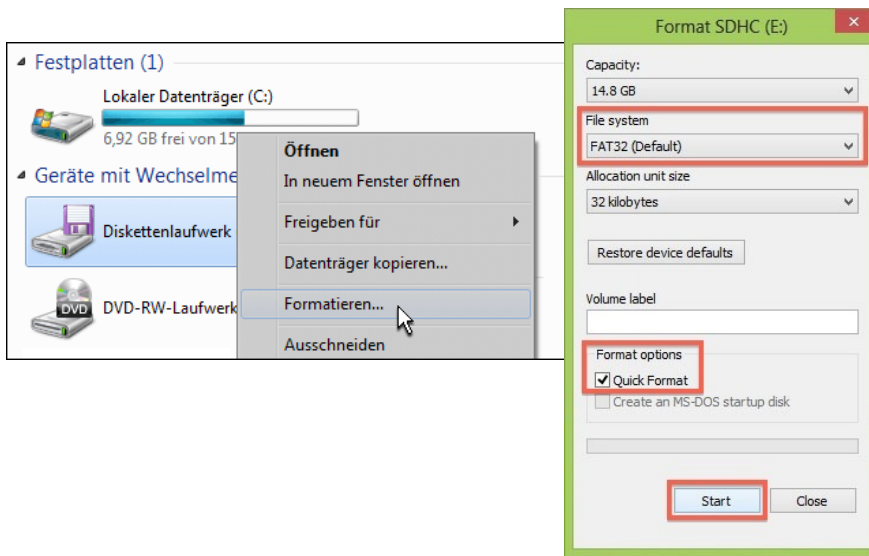 Festplatten (1)
Lokaler Datenträger (C:)
6,92 GB frei von 15
Geräte mit Wechselme
Diskettenlaufwerk
DVD
DVD-RW-Laufwerk
Öffnen
In neuem Fenster öffnen
Freigeben für
Datenträger kopieren...
Formatieren...
Ausschneiden
Format SDHC (E:)
Capacity:
14.8 GB
File system
FAT32 (Default)
Allocation unit size
32 kilobytes
Restore device defaults
Volume label
Format options
Quick Format
Create an MS-DOS startup disk
Start
Close